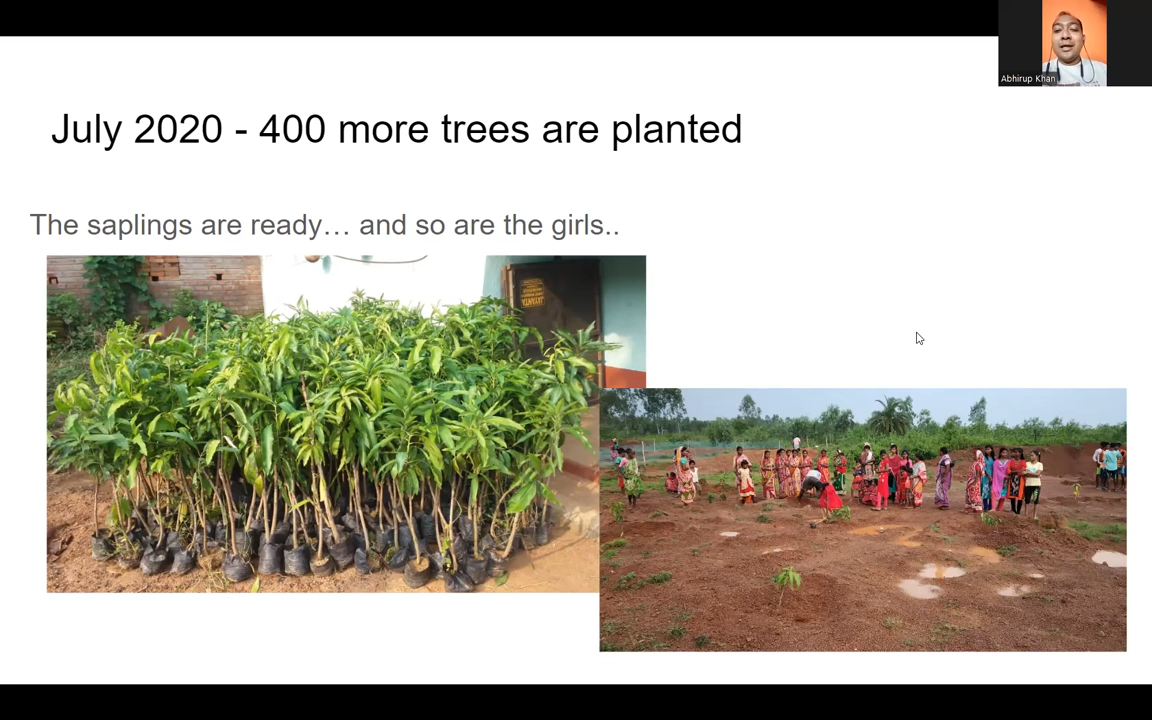 Abhirup Khan
July 2020 - 400 more trees are planted
The saplings are ready… and so are the girls..